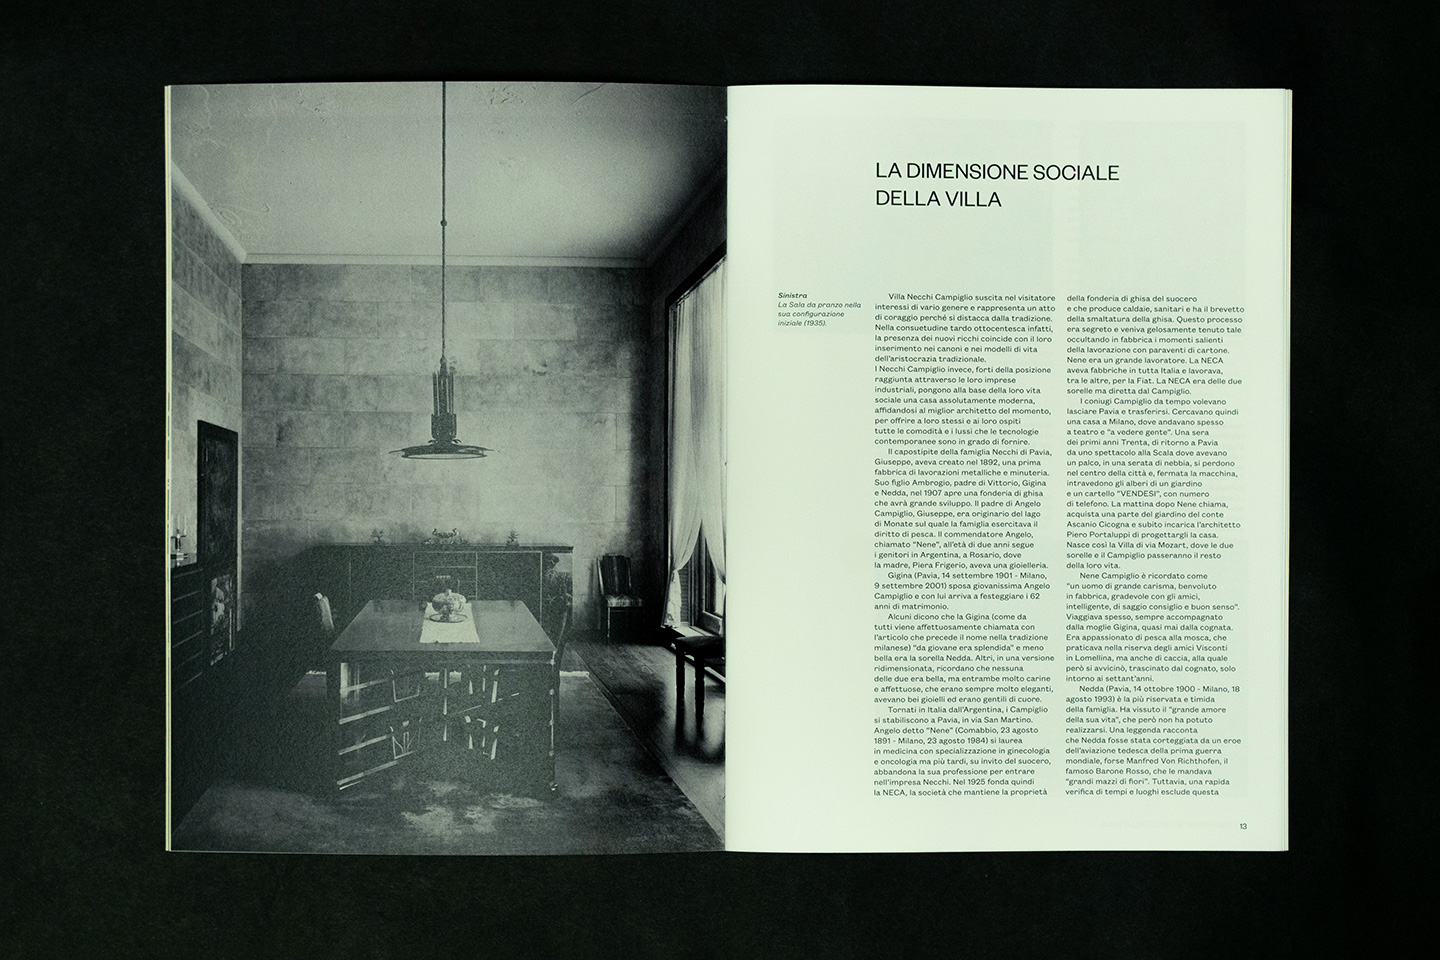 LA DIMENSIONE SOCIALE
DELLA VILLA
Sinistra
La Sala da pranzo nella
sua configurazione
iniziale (1935).
Villa Necchi Campiglio suscita nel visitatore
interessi di vario genere e rappresenta un atto
di coraggio perché si distacca dalla tradizione.
Nella consuetudine tardo ottocentesca infatti,
la presenza dei nuovi ricchi coincide con il loro
inserimento nei canoni e nei modelli di vita
dell'aristocrazia tradizionale.
I Necchi Campiglio invece, forti della posizione
raggiunta attraverso le loro imprese
industriali, pongono alla base della loro vita
sociale una casa assolutamente moderna,
affidandosi al miglior architetto del momento,
per offrire a loro stessi e ai loro ospiti
tutte le comodità e i lussi che le tecnologie
contemporanee sono in grado di fornire.
Il capostipite della famiglia Necchi di Pavia,
Giuseppe, aveva creato nel 1892, una prima
fabbrica di lavorazioni metalliche e minuteria.
Suo figlio Ambrogio, padre di Vittorio, Gigina
e Nedda, nel 1907 apre una fonderia di ghisa
che avrà grande sviluppo. Il padre di Angelo
Campiglio, Giuseppe, era originario del lago
di Monate sul quale la famiglia esercitava il
diritto di pesca. Il commendatore Angelo,
chiamato "Nene", all'età di due anni segue
i genitori in Argentina, a Rosario, dove
la madre, Piera Frigerio, aveva una gioielleria.
Gigina (Pavia, 14 settembre 1901 - Milano,
9 settembre 2001) sposa giovanissima Angelo
Campiglio e con lui arriva a festeggiare i 62
anni di matrimonio.
Alcuni dicono che la Gigina (come da
tutti viene affettuosamente chiamata con
l'articolo che precede il nome nella tradizione
milanese) "da giovane era splendida" e meno
bella era la sorella Nedda. Altri, in una versione
ridimensionata, ricordano che nessuna
delle due era bella, ma entrambe molto carine
e affettuose, che erano sempre molto eleganti,
avevano bei gioielli ed erano gentili di cuore.
Tornati in Italia dall'Argentina, i Campiglio
si stabiliscono a Pavia, in via San Martino.
Angelo detto "Nene" (Comabbio, 23 agosto
1891 - Milano, 23 agosto 1984) si laurea
in medicina con specializzazione in ginecologia
e oncologia ma più tardi, su invito del suocero,
abbandona la sua professione per entrare
nell'impresa Necchi. Nel 1925 fonda quindi
la NECA, la società che mantiene la proprietà
della fonderia di ghisa del suocero
e che produce caldaie, sanitari e ha il brevetto
della smaltatura della ghisa. Questo processo
era segreto e veniva gelosamente tenuto tale
occultando in fabbrica i momenti salienti
della lavorazione con paraventi di cartone.
Nene era un grande lavoratore. La NECA
aveva fabbriche in tutta Italia e lavorava,
tra le altre, per la Fiat. La NECA era delle due
sorelle ma diretta dal Campiglio.
I coniugi Campiglio da tempo volevano
lasciare Pavia e trasferirsi. Cercavano quindi
una casa a Milano, dove andavano spesso
a teatro e "a vedere gente". Una sera
dei primi anni Trenta, di ritorno a Pavia
da uno spettacolo alla Scala dove avevano
un palco, in una serata di nebbia, si perdono
nel centro della città e, fermata la macchina,
intravedono gli alberi di un giardino
e un cartello "VENDESI", con numero
di telefono. La mattina dopo Nene chiama,
acquista una parte del giardino del conte
Ascanio Cicogna e subito incarica l'architetto
Piero Portaluppi di progettargli la casa.
Nasce così la Villa di via Mozart, dove le due
sorelle e il Campiglio passeranno il resto
della loro vita.
Nene Campiglio è ricordato come
"un uomo di grande carisma, benvoluto
in fabbrica, gradevole con gli amici,
intelligente, di saggio consiglio e buon senso".
Viaggiava spesso, sempre accompagnato
dalla moglie Gigina, quasi mai dalla cognata.
Era appassionato di pesca alla mosca, che
praticava nella riserva degli amici Visconti
in Lomellina, ma anche di caccia, alla quale
però si avvicinò, trascinato dal cognato, solo
intorno ai settant'anni.
Nedda (Pavia, 14 ottobre 1900 - Milano, 18
agosto 1993) è la più riservata e timida
della famiglia. Ha vissuto il "grande amore
della sua vita", che però non ha potuto
realizzarsi. Una leggenda racconta
che Nedda fosse stata corteggiata da un eroe
dell'aviazione tedesca della prima guerra
mondiale, forse Manfred Von Richthofen, il
famoso Barone Rosso, che le mandava
"grandi mazzi di fiori". Tuttavia, una rapida
verifica di tempi e luoghi esclude questa
13